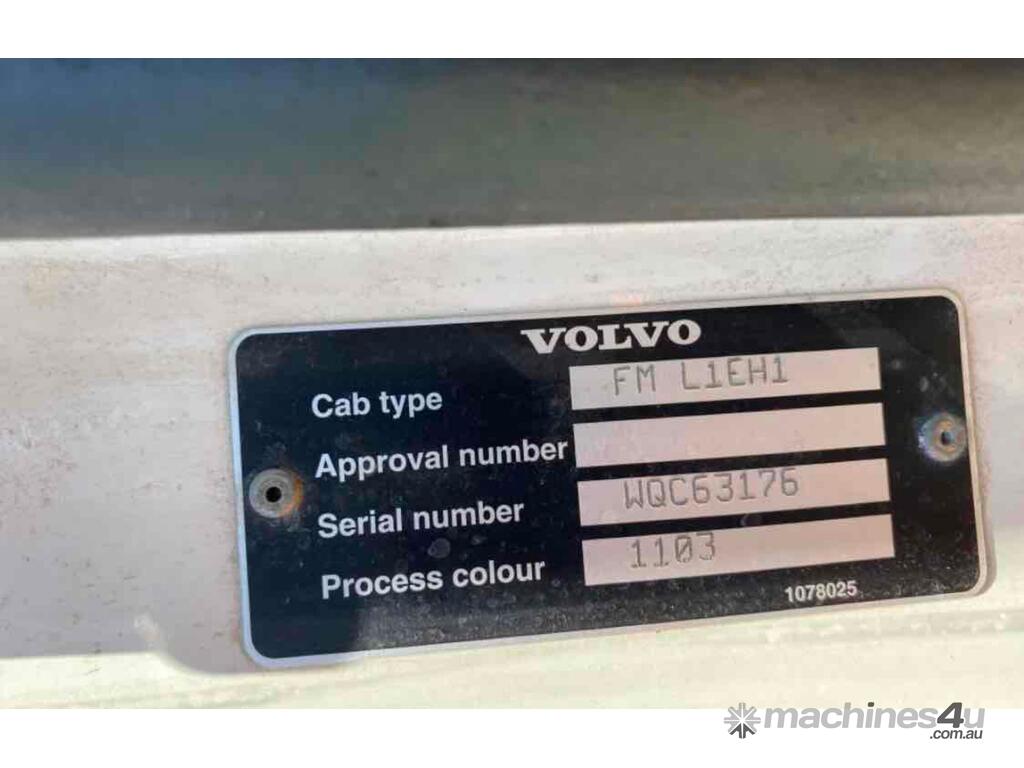 VOLVO
Cab type FM L1EH1
Approval number
Serial number WQC63176
Process colour 1103
1078025
machines4u
.com.au